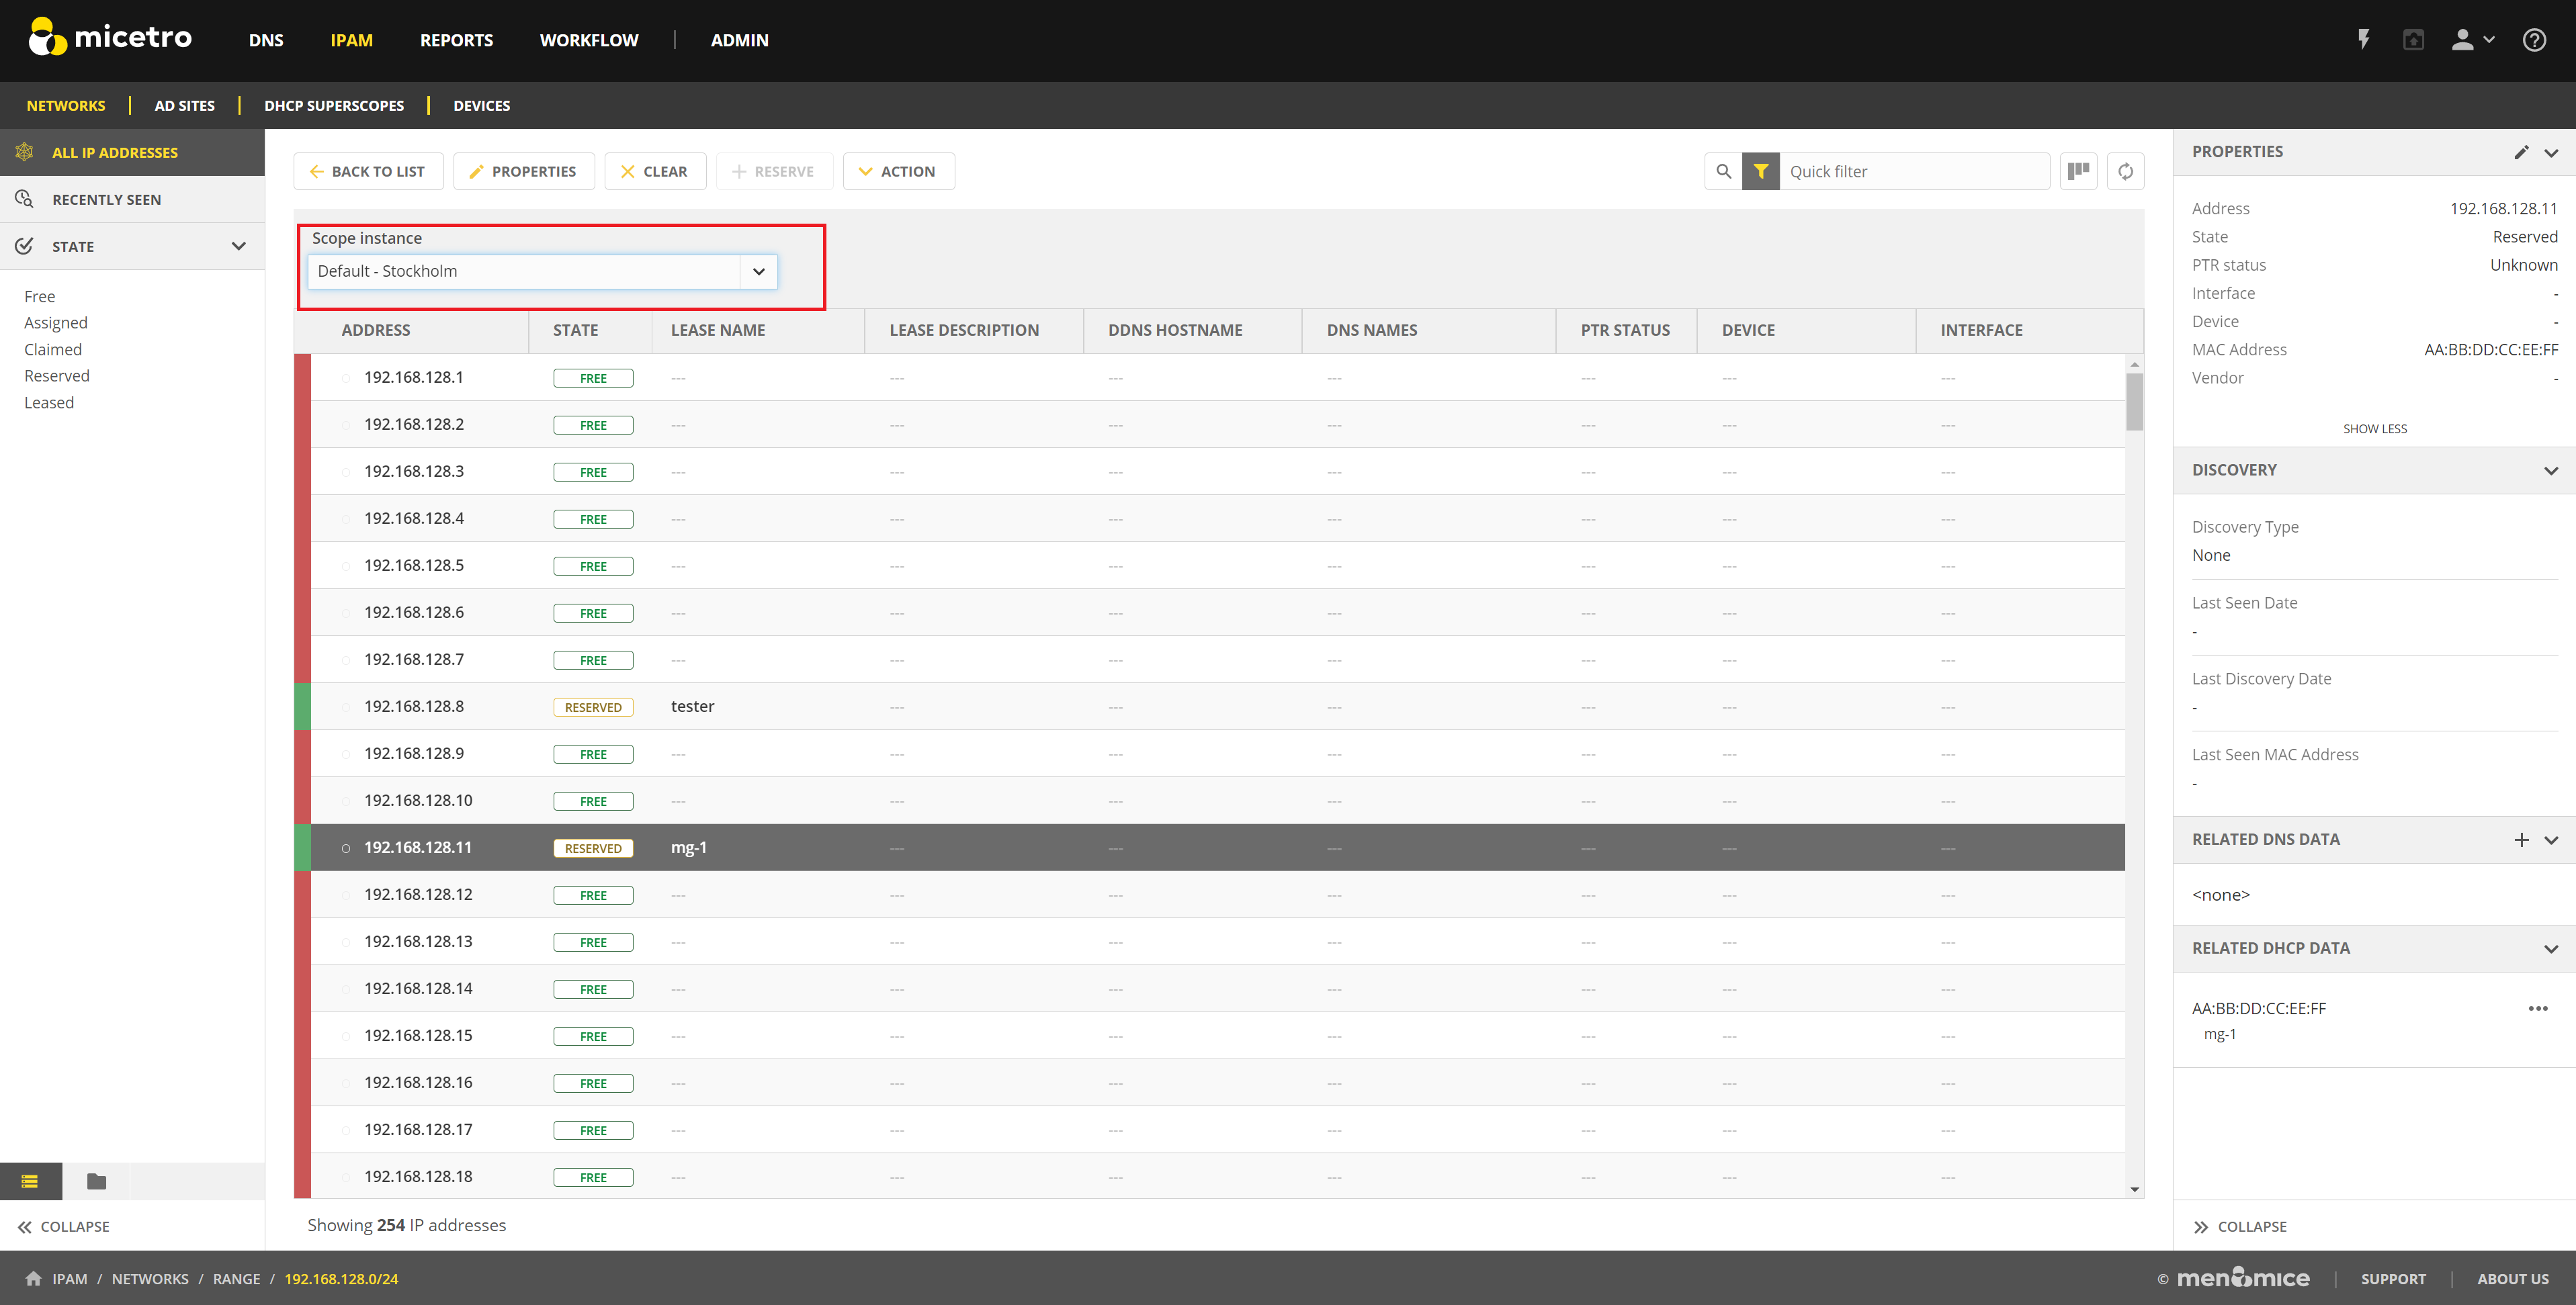 micetro DNS IPAM REPORTS WORKFLOW | ADMIN
NETWORKS | AD SITES | DHCP SUPERSCOPES | DEVICES
ALL IP ADDRESSES
RECENTLY SEEN
STATE
Free
Assigned
Claimed
Reserved
Leased
COLLAPSE
BACK TO LIST PROPERTIES CLEAR RESERVE ACTION Quick filter
Scope instance
Default - Stockholm
ADDRESS STATE LEASE NAME LEASE DESCRIPTION DDNS HOSTNAME DNS NAMES PTR STATUS DEVICE INTERFACE
192.168.128.1 FREE --- --- --- --- --- --- ---
192.168.128.2 FREE --- --- --- --- --- --- ---
192.168.128.3 FREE --- --- --- --- --- --- ---
192.168.128.4 FREE --- --- --- --- --- --- ---
192.168.128.5 FREE --- --- --- --- --- --- ---
192.168.128.6 FREE --- --- --- --- --- --- ---
192.168.128.7 FREE --- --- --- --- --- --- ---
192.168.128.8 RESERVED tester --- --- --- --- --- ---
192.168.128.9 FREE --- --- --- --- --- --- ---
192.168.128.10 FREE --- --- --- --- --- --- ---
192.168.128.11 RESERVED mg-1 --- --- --- --- --- ---
192.168.128.12 FREE --- --- --- --- --- --- ---
192.168.128.13 FREE --- --- --- --- --- --- ---
192.168.128.14 FREE --- --- --- --- --- --- ---
192.168.128.15 FREE --- --- --- --- --- --- ---
192.168.128.16 FREE --- --- --- --- --- --- ---
192.168.128.17 FREE --- --- --- --- --- --- ---
192.168.128.18 FREE --- --- --- --- --- --- ---
Showing 254 IP addresses
PROPERTIES
Address 192.168.128.11
State Reserved
PTR status Unknown
Interface -
Device -
MAC Address AA:BB:DD:CC:EE:FF
Vendor -
SHOW LESS
DISCOVERY
Discovery Type
None
Last Seen Date
-
Last Discovery Date
-
Last Seen MAC Address
-
RELATED DNS DATA
<none>
RELATED DHCP DATA
AA:BB:DD:CC:EE:FF
mg-1
COLLAPSE
IPAM / NETWORKS / RANGE / 192.168.128.0/24
© men&mice | SUPPORT | ABOUT US